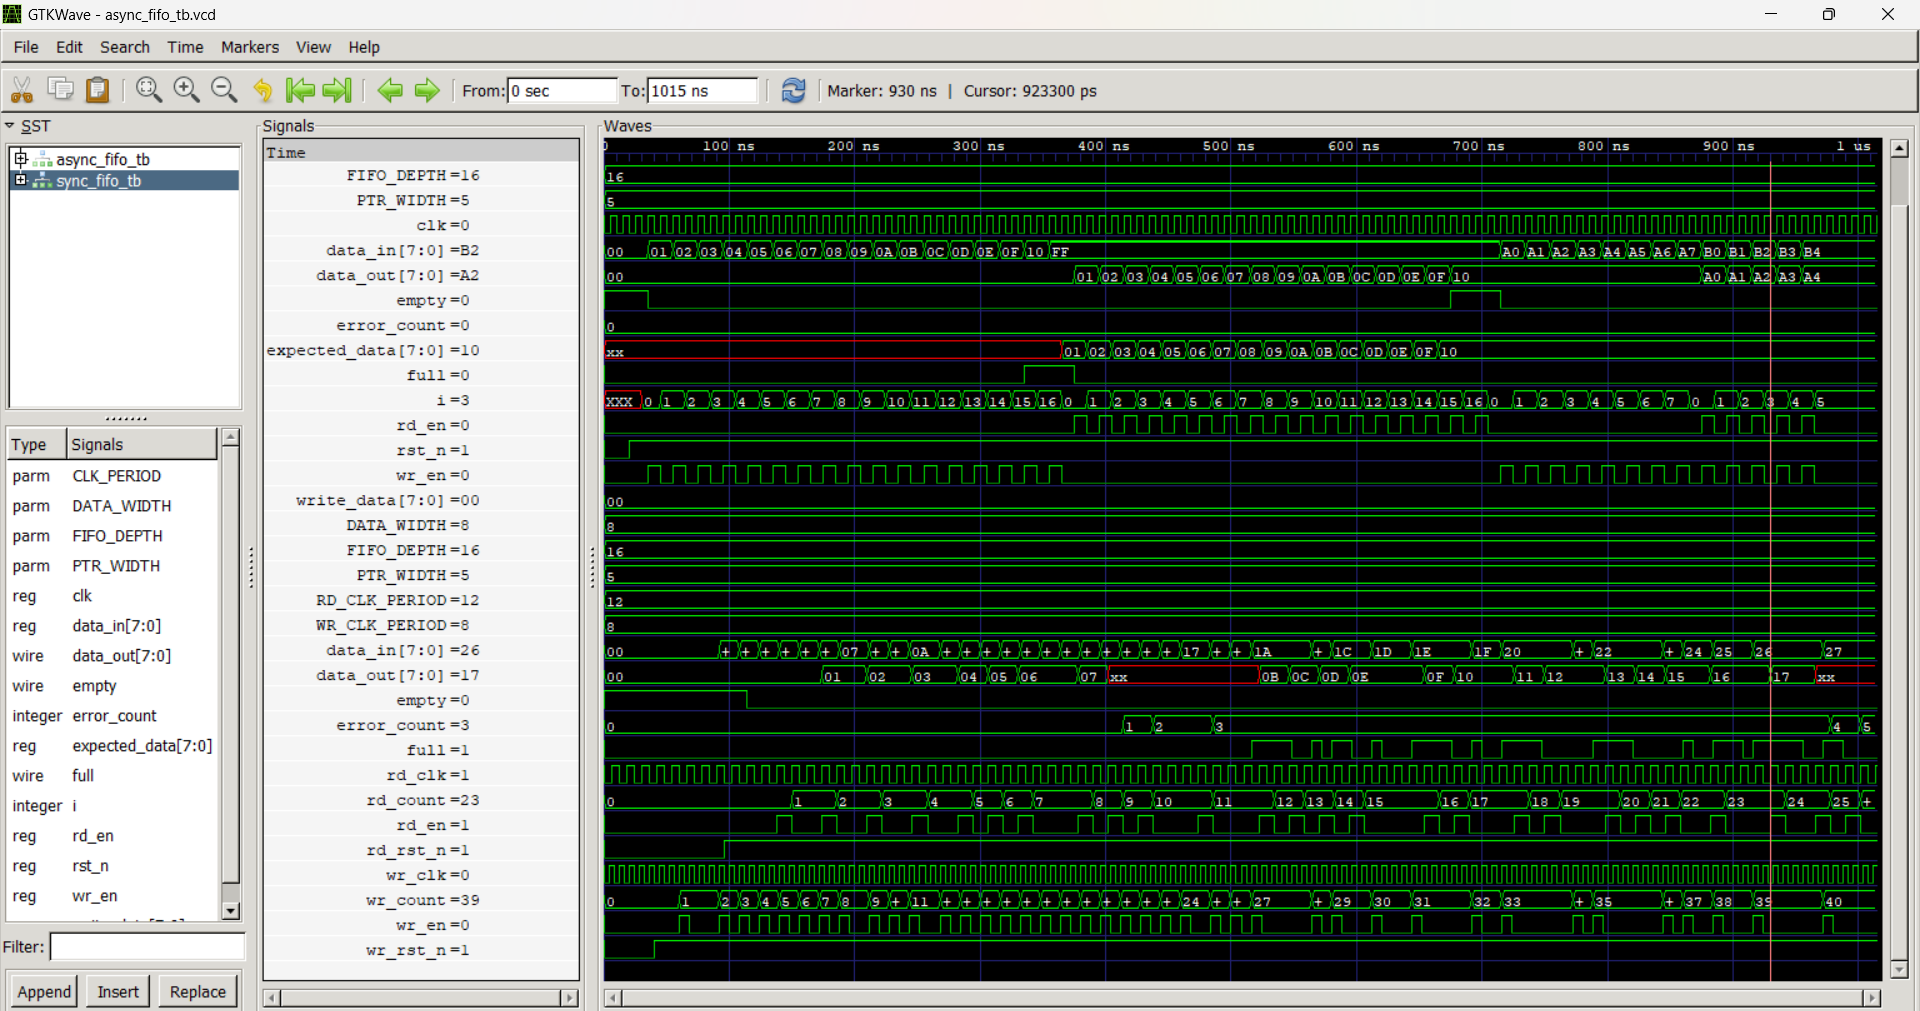 GTKWave - async_fifo_tb.vcd
File Edit Search Time Markers View Help
From: 0 sec To: 1015 ns Marker: 930 ns | Cursor: 923300 ps
SST
async_fifo_tb
sync_fifo_tb
Type Signals
parm CLK_PERIOD
parm DATA_WIDTH
parm FIFO_DEPTH
parm PTR_WIDTH
reg clk
reg data_in[7:0]
wire data_out[7:0]
wire empty
integer error_count
reg expected_data[7:0]
wire full
integer i
reg rd_en
reg rst_n
reg wr_en
Filter:
Append Insert Replace
Signals
Time
FIFO_DEPTH=16
PTR_WIDTH=5
clk=0
data_in[7:0]=B2
data_out[7:0]=A2
empty=0
error_count=0
expected_data[7:0]=10
full=0
i=3
rd_en=0
rst_n=1
wr_en=0
write_data[7:0]=00
DATA_WIDTH=8
FIFO_DEPTH=16
PTR_WIDTH=5
RD_CLK_PERIOD=12
WR_CLK_PERIOD=8
data_in[7:0]=26
data_out[7:0]=17
empty=0
error_count=3
full=1
rd_clk=1
rd_count=23
rd_en=1
rd_rst_n=1
wr_clk=0
wr_count=39
wr_en=0
wr_rst_n=1
Waves
0 100 ns 200 ns 300 ns 400 ns 500 ns 600 ns 700 ns 800 ns 900 ns 1 us
16
5
00 01 02 03 04 05 06 07 08 09 0A 0B 0C 0D 0E 0F 10 FF A0 A1 A2 A3 A4 A5 A6 A7 B0 B1 B2 B3 B4
00 01 02 03 04 05 06 07 08 09 0A 0B 0C 0D 0E 0F 10 A0 A1 A2 A3 A4
0
xx 01 02 03 04 05 06 07 08 09 0A 0B 0C 0D 0E 0F 10
XXX 0 1 2 3 4 5 6 7 8 9 10 11 12 13 14 15 16 0 1 2 3 4 5 6 7 8 9 10 11 12 13 14 15 16 0 1 2 3 4 5 6 7 0 1 2 3 4 5
00
8
16
5
12
8
00 + + + + + + 07 + + 0A + + + + + + + + + + + + 17 + + 1A + 1C 1D 1E 1F 20 + 22 + 24 25 26 27
00 01 02 03 04 05 06 07 xx 0B 0C 0D 0E 0F 10 11 12 13 14 15 16 17 xx
0 1 2 3 4 5
0 1 2 3 4 5 6 7 8 9 10 11 12 13 14 15 16 17 18 19 20 21 22 23 24 25 +
0 1 2 3 4 5 6 7 8 9 + 11 + + + + + + + + + + + + 24 + + 27 + 29 30 31 32 33 + 35 + 37 38 39 40